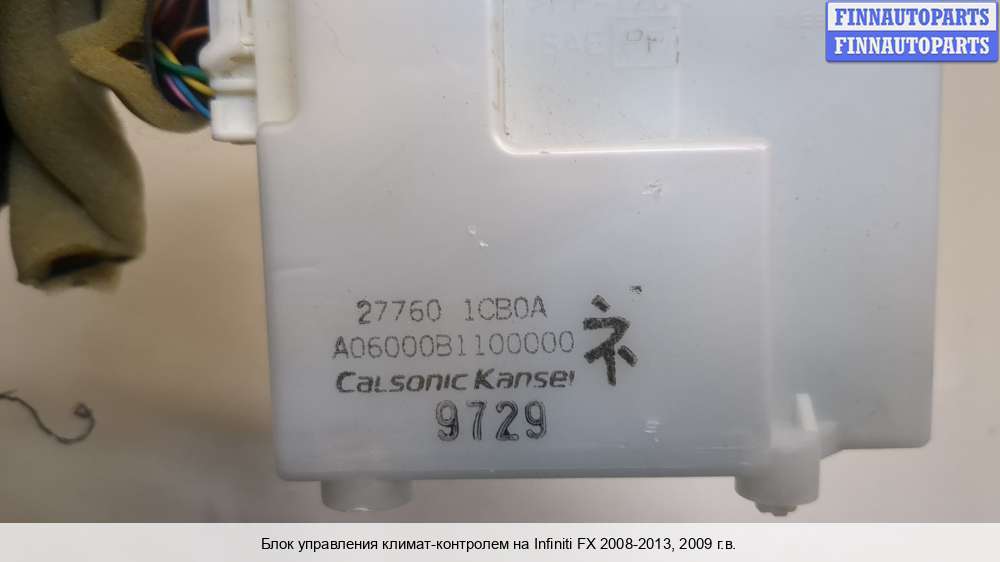 FINNAUTOPARTS
FINNAUTOPARTS
27760 1CB0A
A06000B1100000
CALSONIC KANSEI
ネ
9729
Блок управления климат-контролем на Infiniti FX 2008-2013, 2009 г.в.